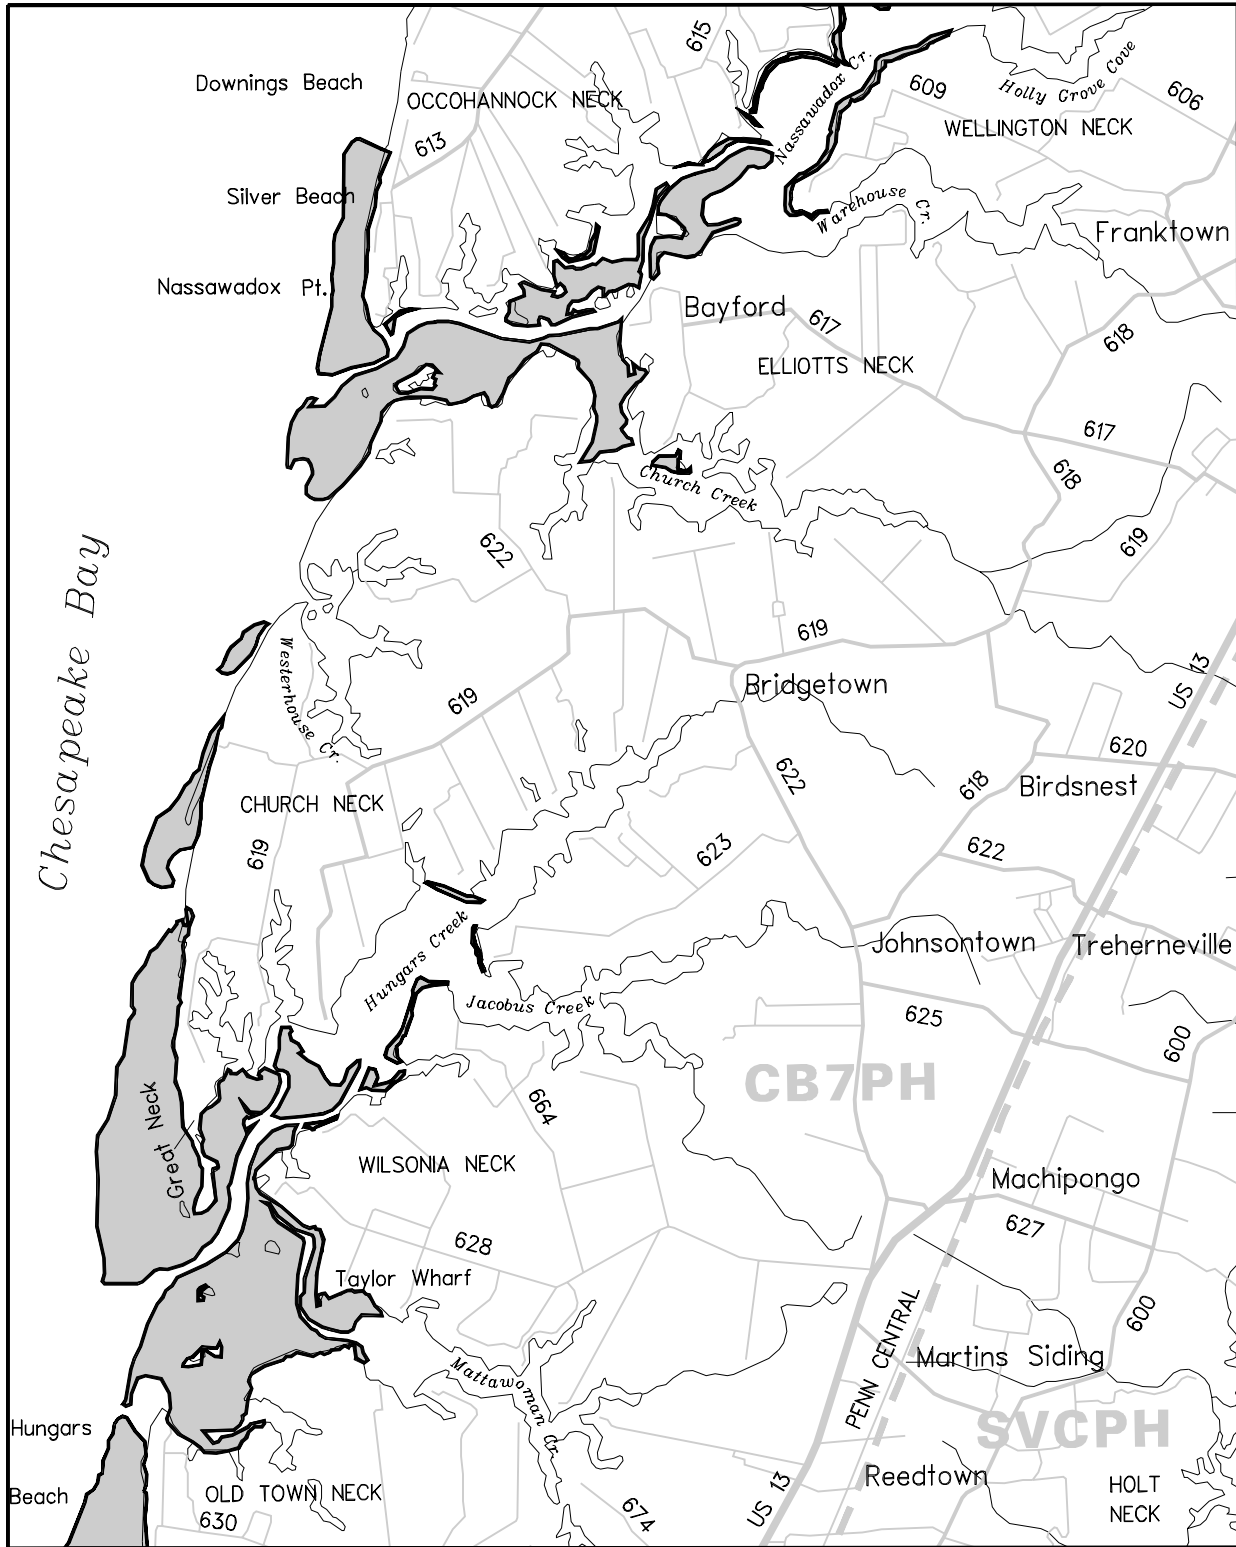 615
Downings Beach
OCCOHANNOCK NECK
Nassawadox Cr.
609
Holly Grove Cove
606
613
WELLINGTON NECK
Silver Beach
Warehouse Cr.
Franktown
Nassawadox Pt.
Bayford
617
618
ELLIOTTS NECK
617
618
Church Creek
622
619
Chesapeake Bay
619
Westerhouse Cr.
US 13
Bridgetown
619
620
622
618
Birdsnest
CHURCH NECK
619
623
622
Hungars Creek
Johnsontown
Treherneville
Jacobus Creek
625
600
CB7PH
664
Great Neck
WILSONIA NECK
Machipongo
627
628
Taylor Wharf
600
PENN CENTRAL
Martins Siding
Mattawoman Cr.
Hungars
Beach
SVCPH
Reedtown
OLD TOWN NECK
HOLT
NECK
630
674
US 13